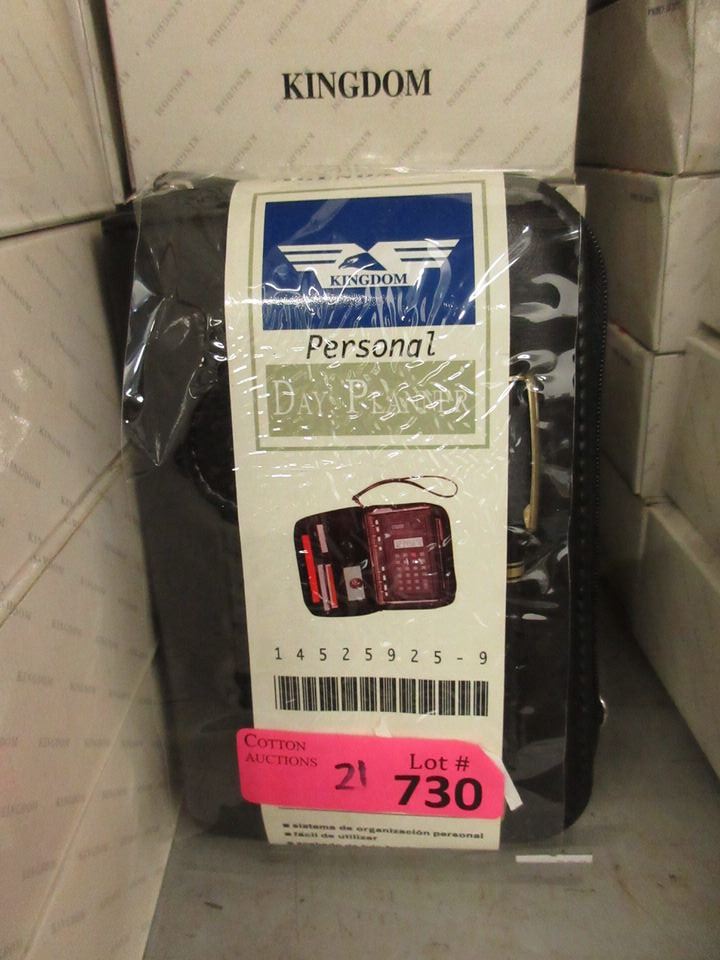 KINGDOM
KINGDOM
Personal
DAY PLANNER
14525925-9
COTTON
AUCTIONS
21
Lot #
730
sistema de organización personal
fácil de utilizar